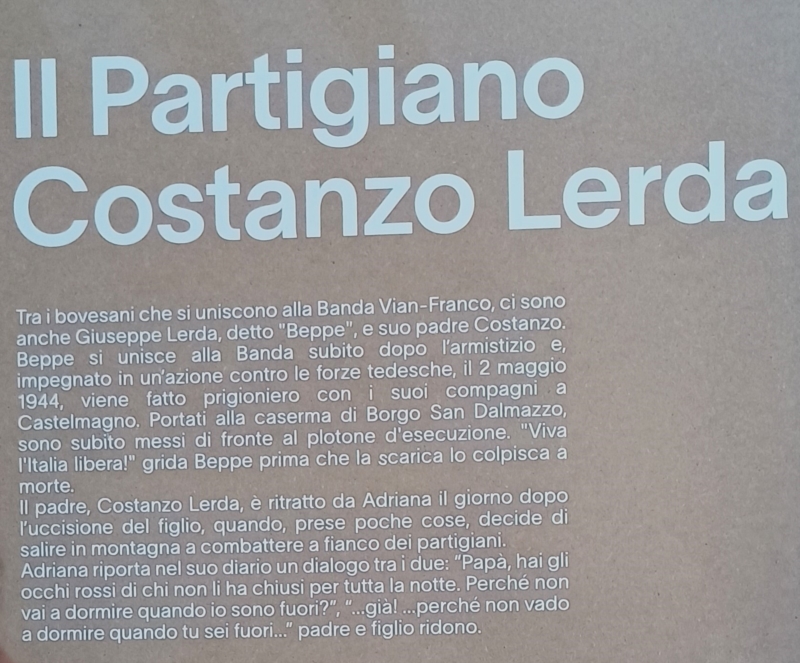 Il Partigiano
Costanzo Lerda
Tra i bovesani che si uniscono alla Banda Vian-Franco, ci sono
anche Giuseppe Lerda, detto "Beppe", e suo padre Costanzo.
Beppe si unisce alla Banda subito dopo l'armistizio e,
impegnato in un'azione contro le forze tedesche, il 2 maggio
1944, viene fatto prigioniero con i suoi compagni a
Castelmagno. Portati alla caserma di Borgo San Dalmazzo,
sono subito messi di fronte al plotone d'esecuzione. "Viva
l'Italia libera!" grida Beppe prima che la scarica lo colpisca a
morte.
Il padre, Costanzo Lerda, è ritratto da Adriana il giorno dopo
l'uccisione del figlio, quando, prese poche cose, decide di
salire in montagna a combattere a fianco dei partigiani.
Adriana riporta nel suo diario un dialogo tra i due: "Papà, hai gli
occhi rossi di chi non li ha chiusi per tutta la notte. Perché non
vai a dormire quando io sono fuori?", "...già! ...perché non vado
a dormire quando tu sei fuori..." padre e figlio ridono.